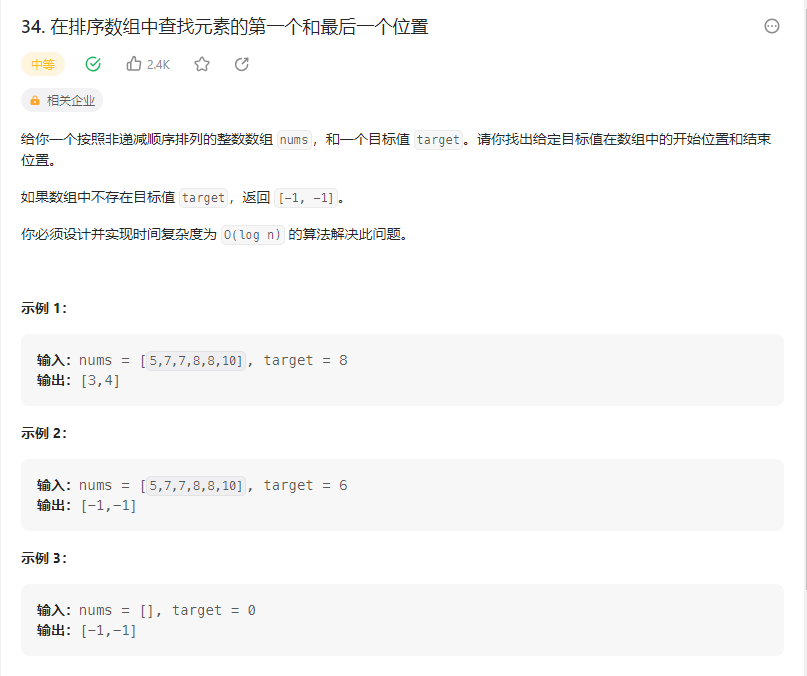 34. 在排序数组中查找元素的第一个和最后一个位置
中等 2.4K
相关企业
给你一个按照非递减顺序排列的整数数组 nums，和一个目标值 target。请你找出给定目标值在数组中的开始位置和结束
位置。
如果数组中不存在目标值 target，返回 [-1, -1]。
你必须设计并实现时间复杂度为 O(log n) 的算法解决此问题。
示例 1：
输入：nums = [5,7,7,8,8,10], target = 8
输出：[3,4]
示例 2：
输入：nums = [5,7,7,8,8,10], target = 6
输出：[-1,-1]
示例 3：
输入：nums = [], target = 0
输出：[-1,-1]